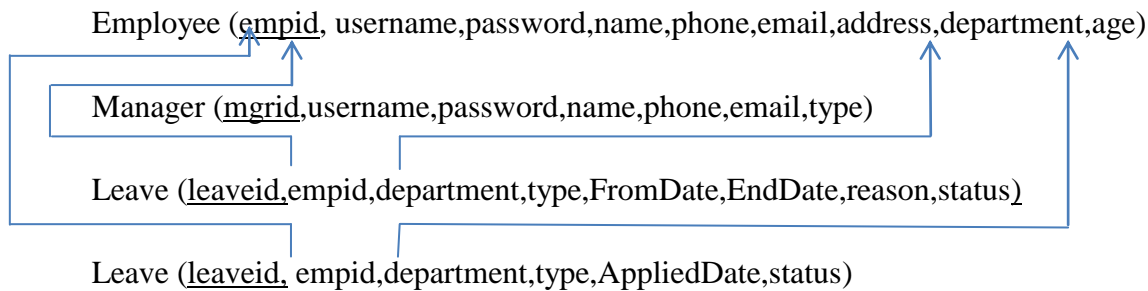 Employee (empid, username,password,name,phone,email,address,department,age)
Manager (mgrid,username,password,name,phone,email,type)
Leave (leaveid,empid,department,type,FromDate,EndDate,reason,status)
Leave (leaveid, empid,department,type,AppliedDate,status)